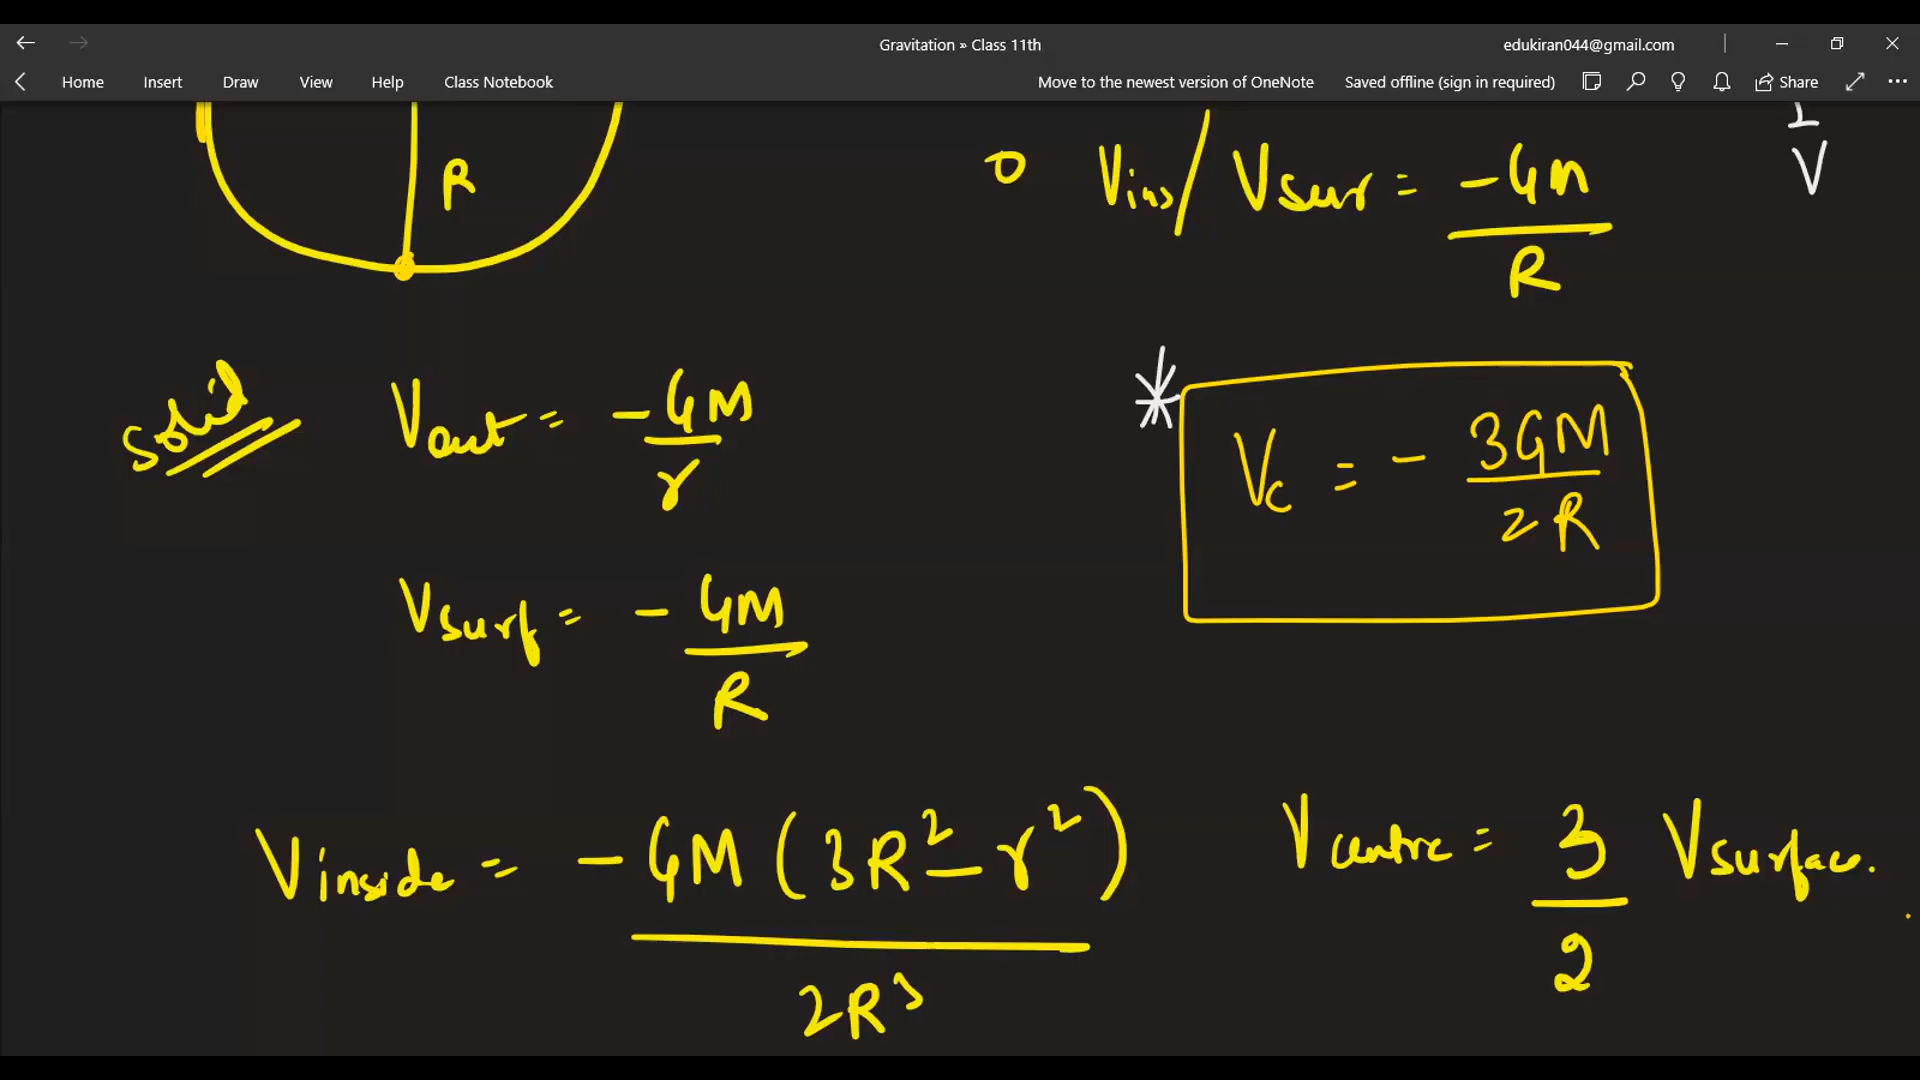 Gravitation » Class 11th
edukiran044@gmail.com
Home Insert Draw View Help Class Notebook
Move to the newest version of OneNote Saved offline (sign in required) Share
R
0 Vins/ Vsur = -GM/R
I
V
solid Vout = -GM/r
* Vc = - 3GM/2R
Vsurf = - GM/R
Vinside = - GM (3R² - r²)/2R³
Vcentre = 3/2 Vsurface.